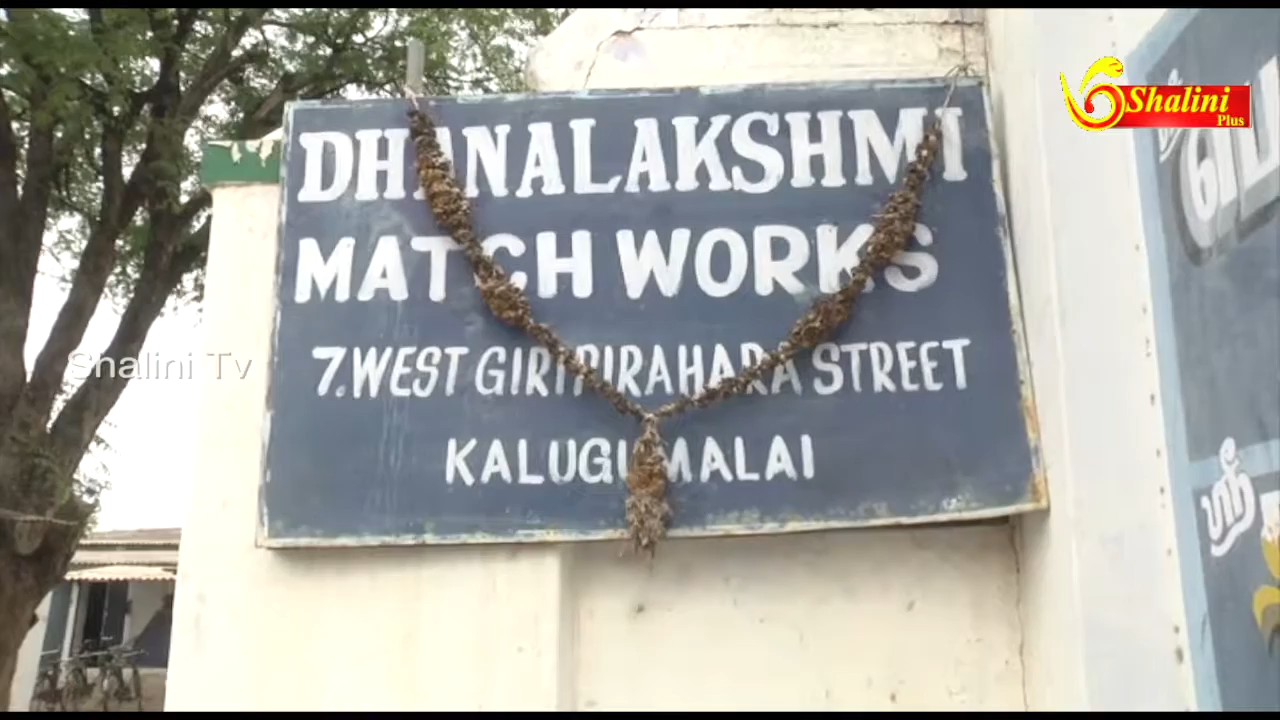 DHANALAKSHMI
MATCH WORKS
7.WEST GIRIPIRAHARA STREET
KALUGUMALAI
Shalini
Plus
Shalini Tv
ஸ்ரீ